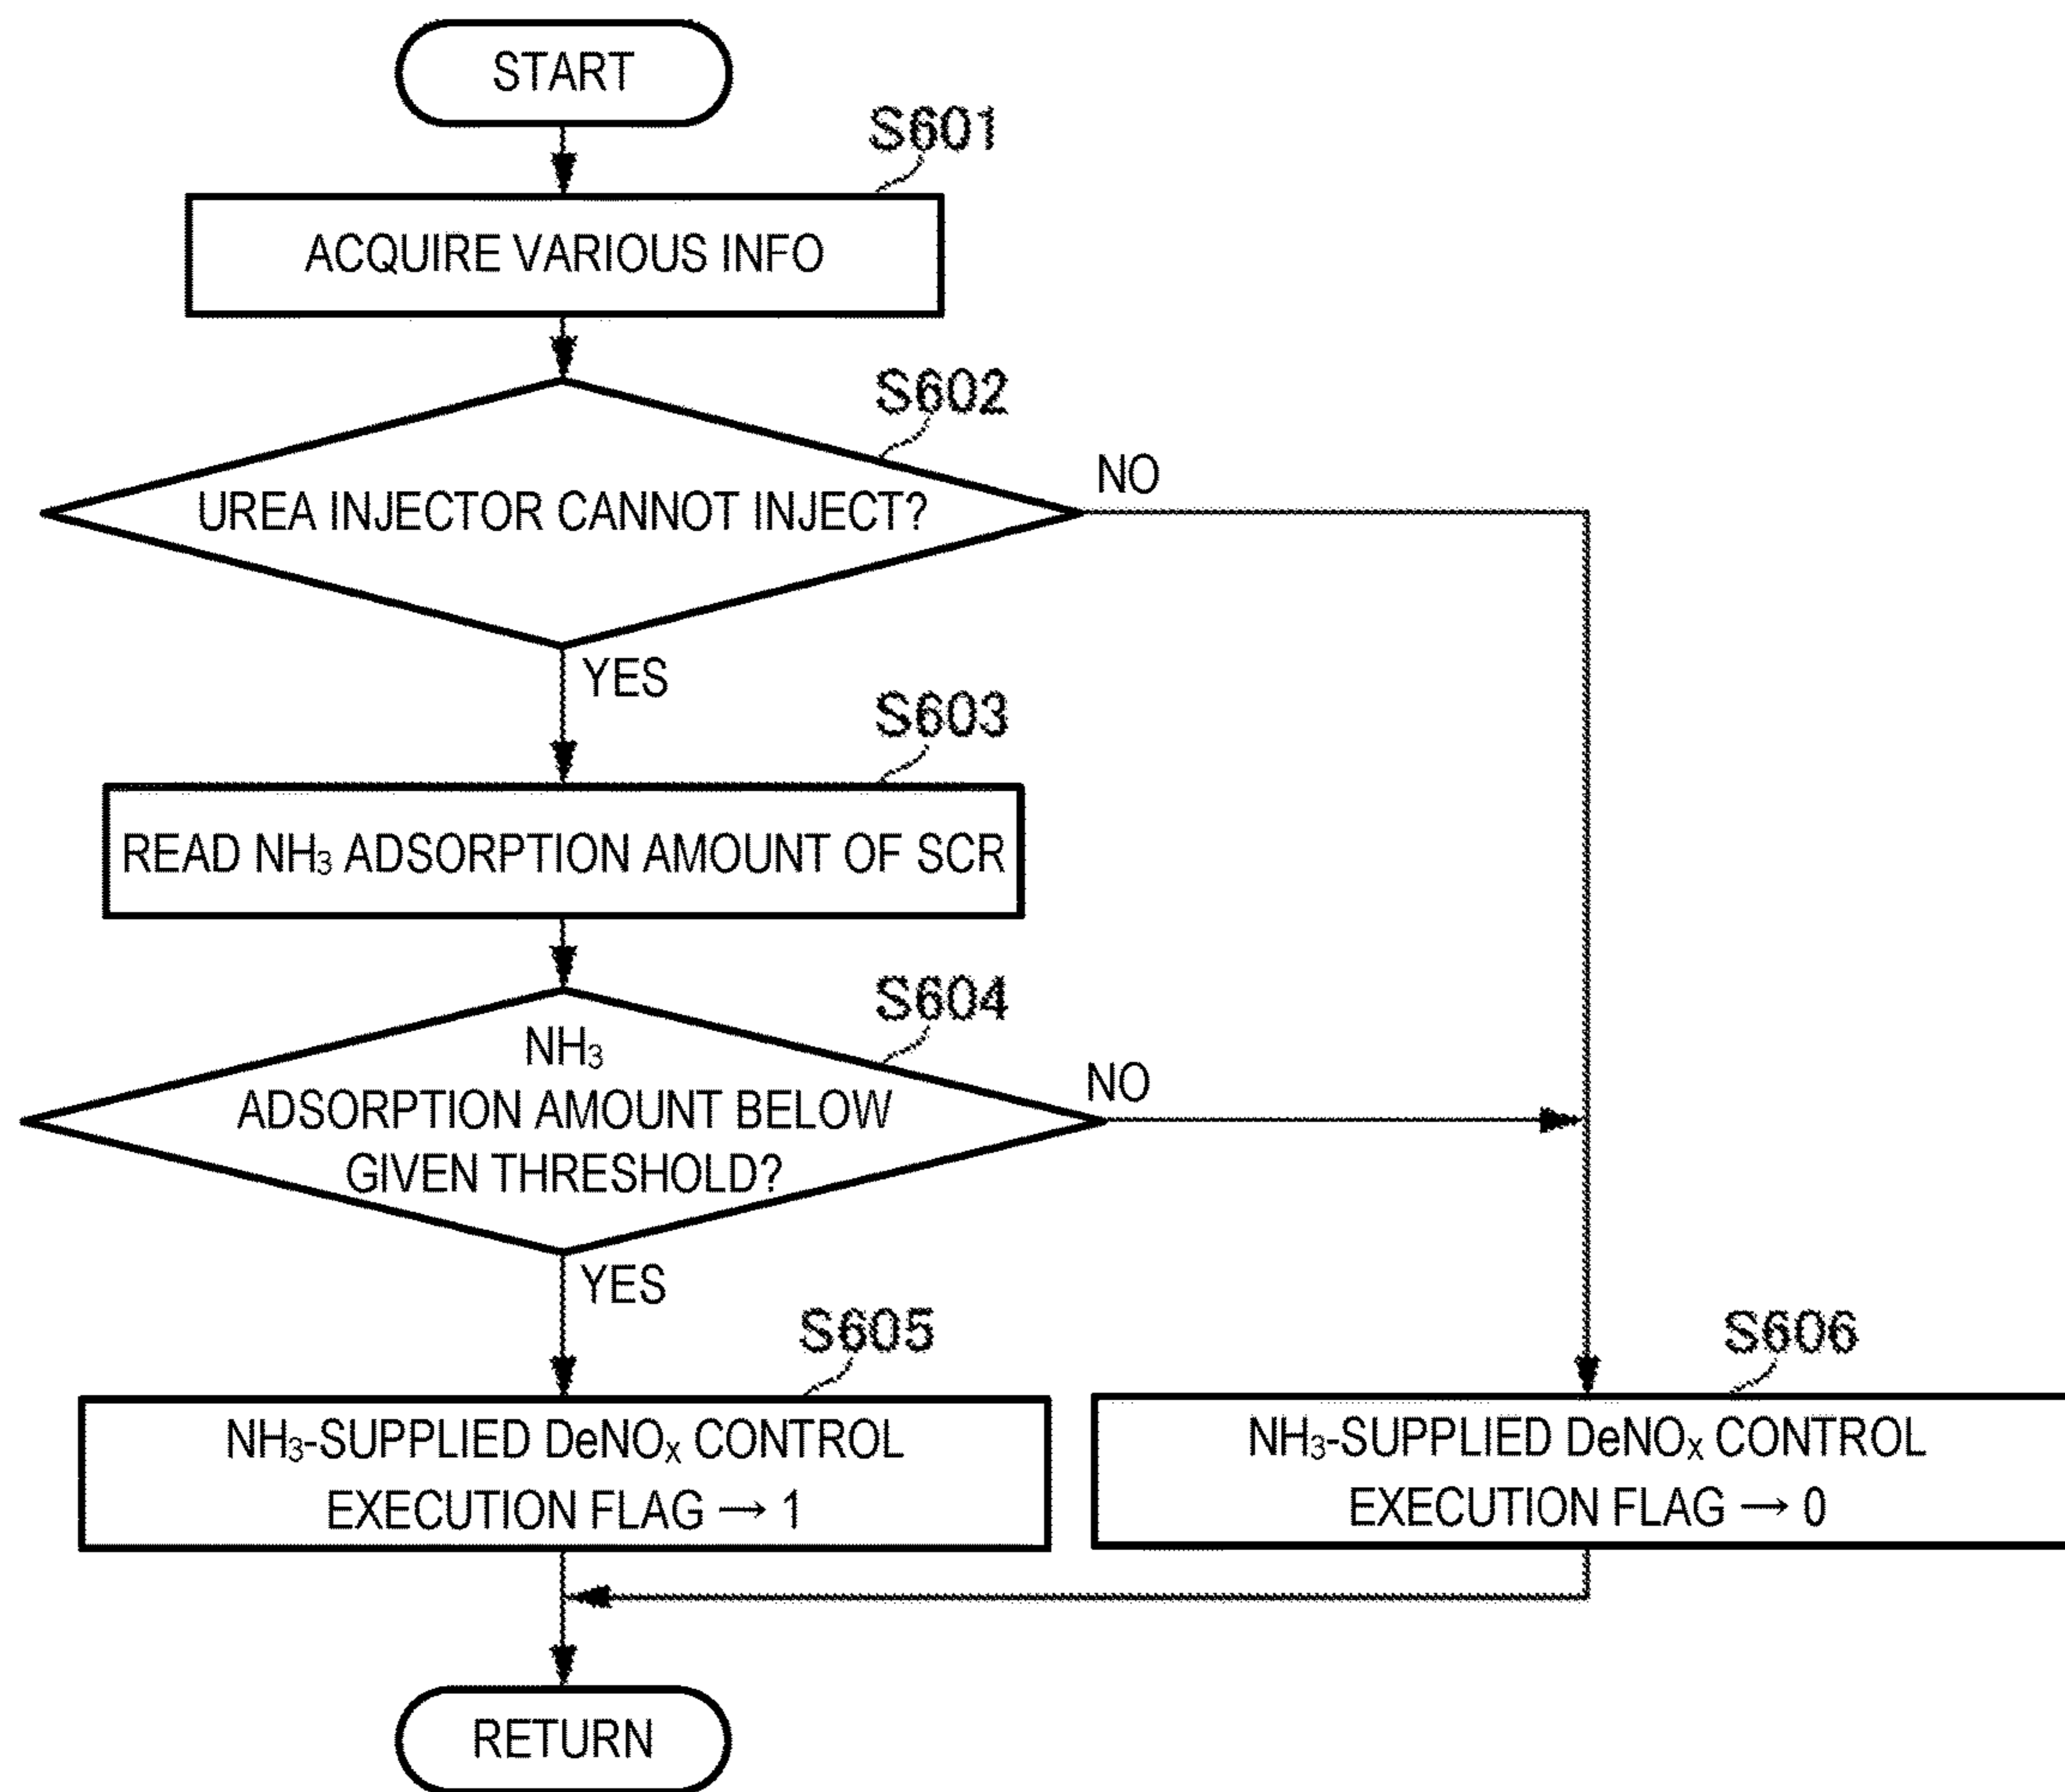 START
S601
ACQUIRE VARIOUS INFO
S602
UREA INJECTOR CANNOT INJECT?
NO
YES
S603
READ NH₃ ADSORPTION AMOUNT OF SCR
S604
NH₃
ADSORPTION AMOUNT BELOW
GIVEN THRESHOLD?
NO
YES
S605
NH₃-SUPPLIED DeNOₓ CONTROL
EXECUTION FLAG → 1
S606
NH₃-SUPPLIED DeNOₓ CONTROL
EXECUTION FLAG → 0
RETURN